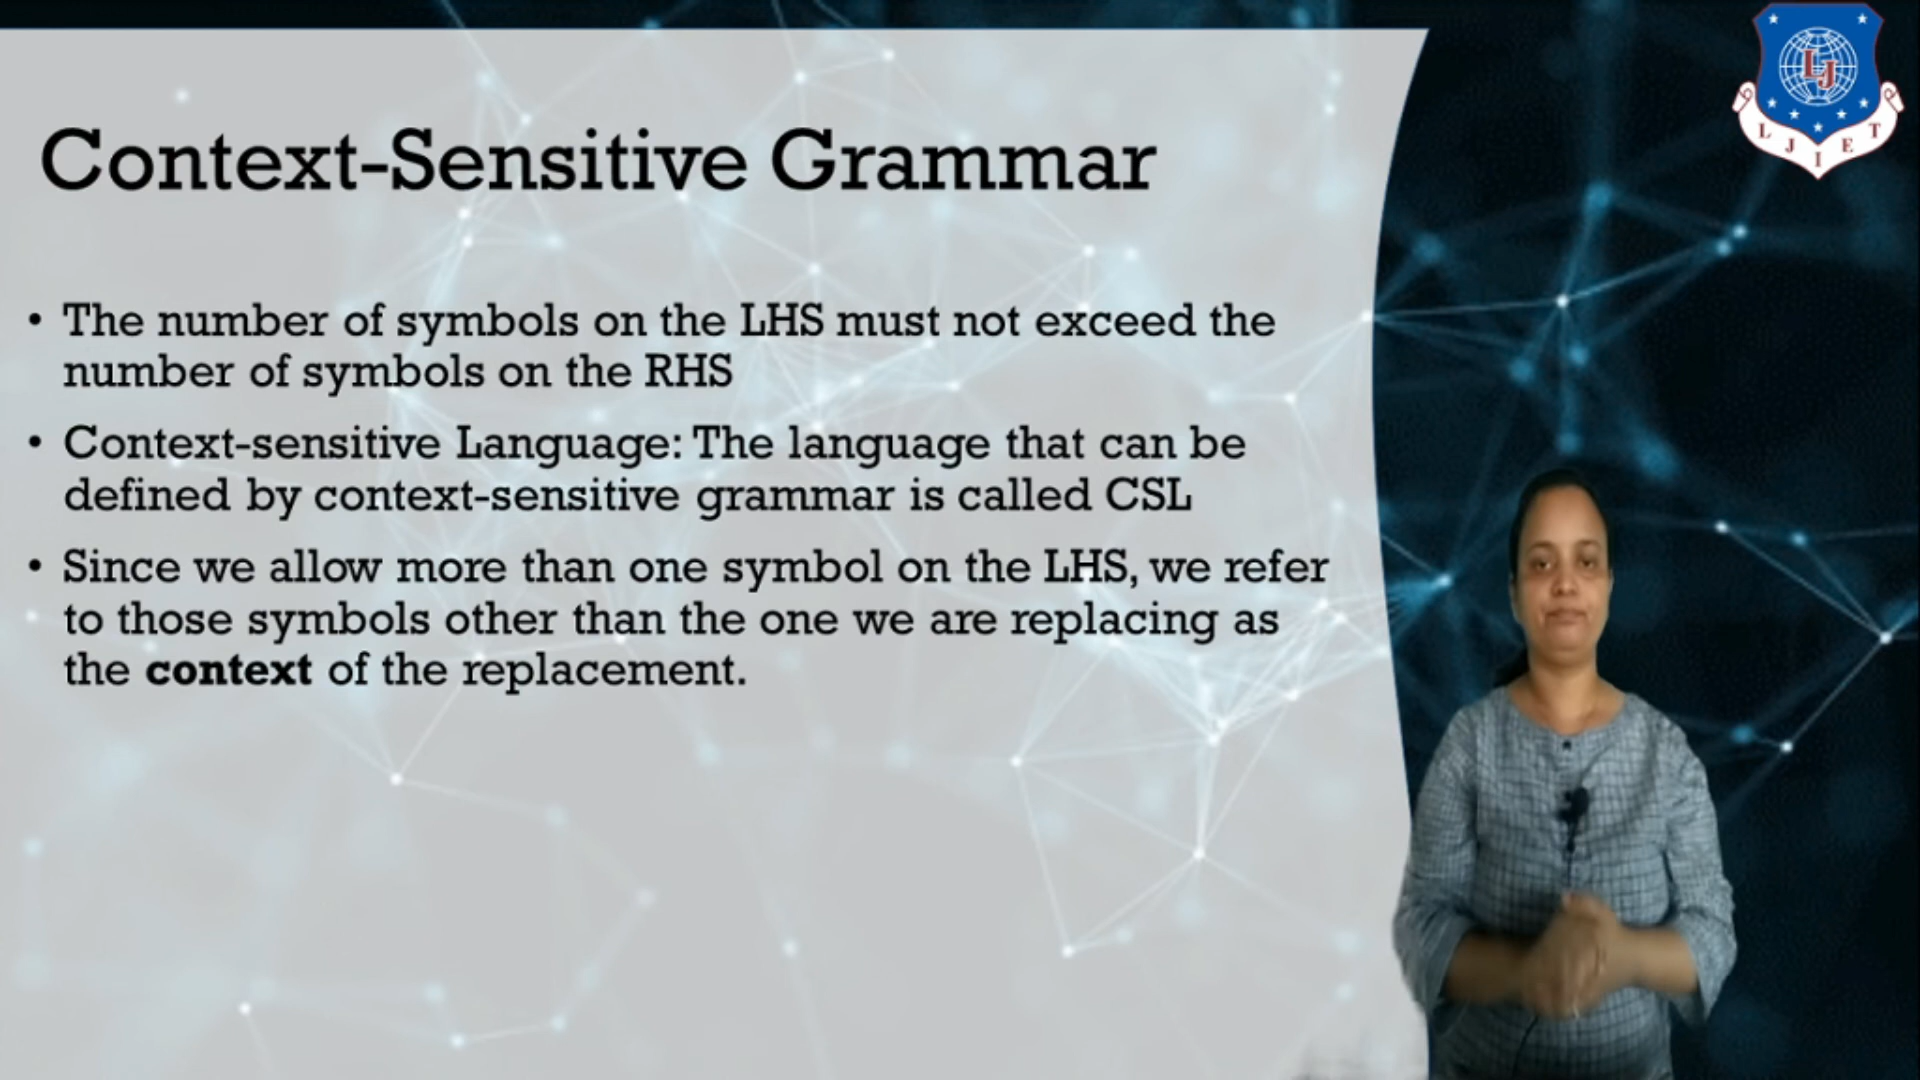 Context-Sensitive Grammar
• The number of symbols on the LHS must not exceed the
number of symbols on the RHS
• Context-sensitive Language: The language that can be
defined by context-sensitive grammar is called CSL
• Since we allow more than one symbol on the LHS, we refer
to those symbols other than the one we are replacing as
the context of the replacement.
LJ
L J I E T